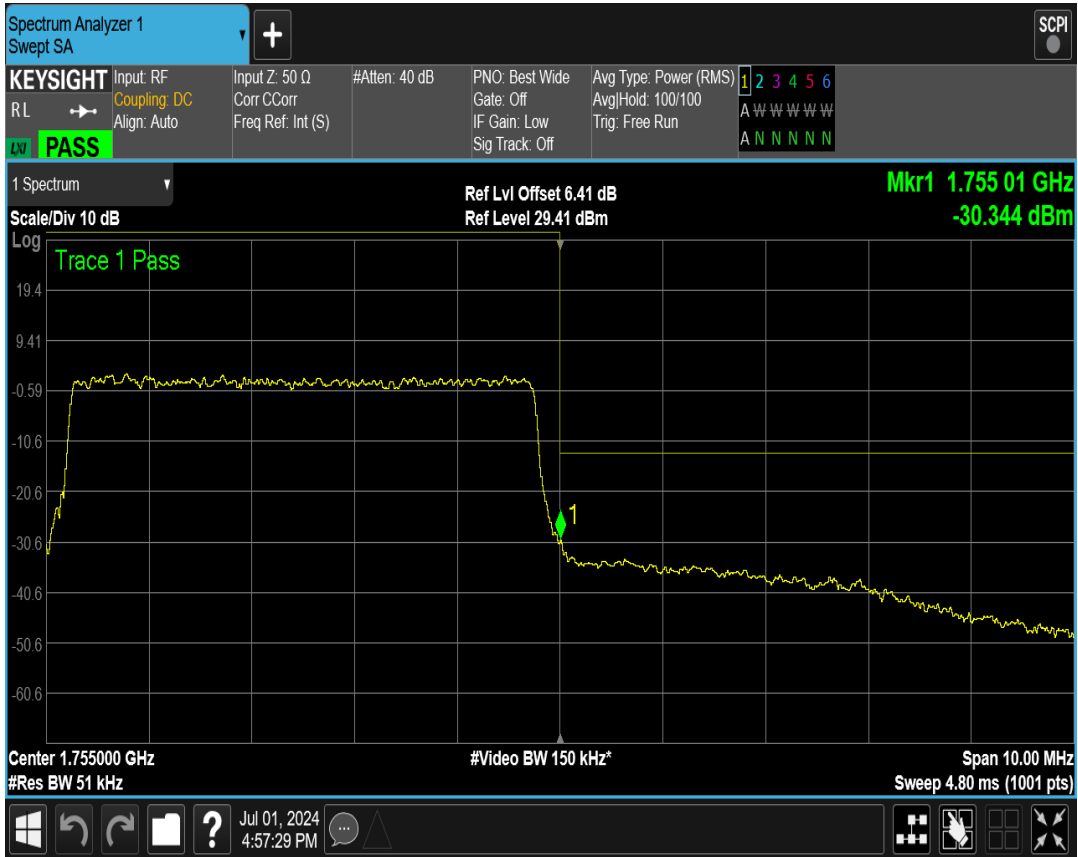 Spectrum Analyzer 1
Swept SA
+
SCPI
KEYSIGHT
R L
LXI
PASS
Input: RF
Coupling: DC
Align: Auto
Input Z: 50 Ω
Corr CCorr
Freq Ref: Int (S)
#Atten: 40 dB
PNO: Best Wide
Gate: Off
IF Gain: Low
Sig Track: Off
Avg Type: Power (RMS)
Avg|Hold: 100/100
Trig: Free Run
1 2 3 4 5 6
A W W W W W
A N N N N N
1 Spectrum
Ref Lvl Offset 6.41 dB
Mkr1 1.755 01 GHz
Scale/Div 10 dB
Ref Level 29.41 dBm
-30.344 dBm
Log
Trace 1 Pass
19.4
9.41
-0.59
-10.6
-20.6
1
-30.6
-40.6
-50.6
-60.6
Center 1.755000 GHz
#Video BW 150 kHz*
Span 10.00 MHz
#Res BW 51 kHz
Sweep 4.80 ms (1001 pts)
?
Jul 01, 2024
4:57:29 PM